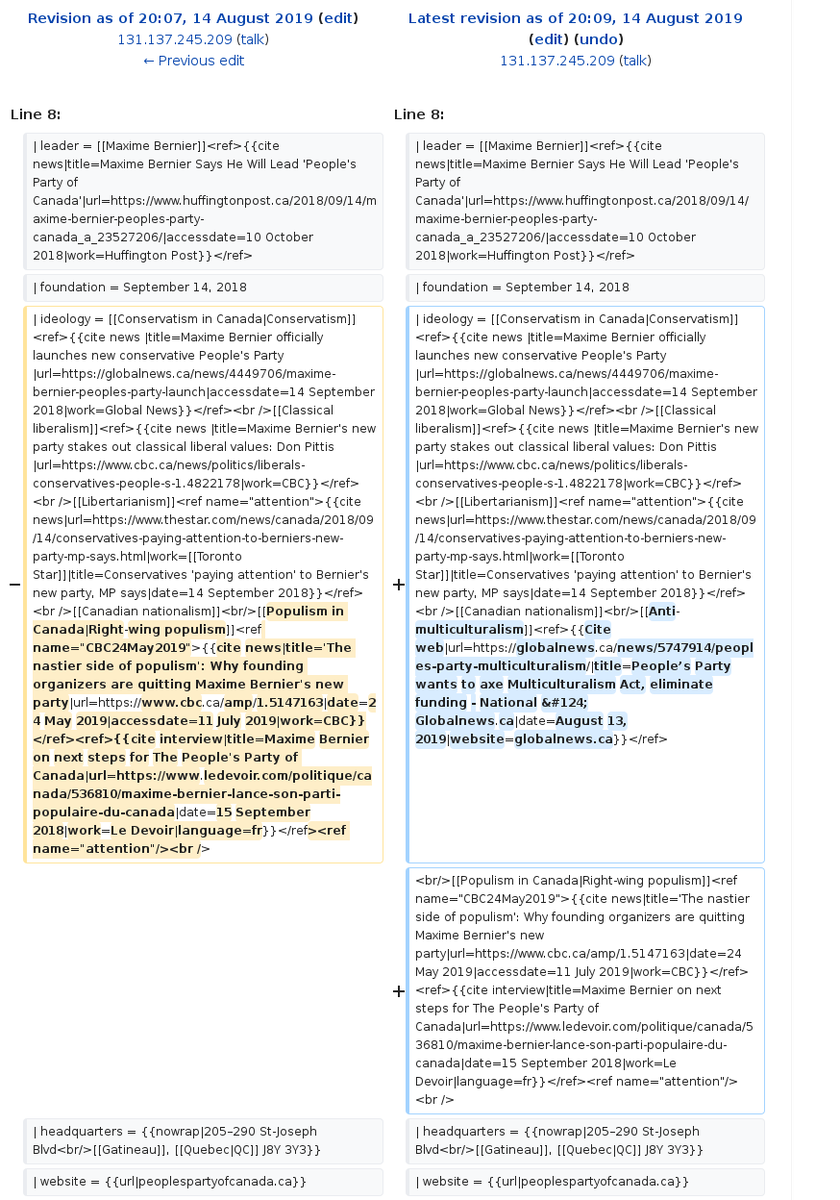 Revision as of 20:07, 14 August 2019 (edit)
131.137.245.209 (talk)
← Previous edit
Latest revision as of 20:09, 14 August 2019
(edit) (undo)
131.137.245.209 (talk)
Line 8:
Line 8:
| leader = [[Maxime Bernier]]<ref>{{cite
news|title=Maxime Bernier Says He Will Lead 'People's
Party of
Canada'|url=https://www.huffingtonpost.ca/2018/09/14/m
axime-bernier-peoples-party-
canada_a_23527206/|accessdate=10 October
2018|work=Huffington Post}}</ref>
| leader = [[Maxime Bernier]]<ref>{{cite
news|title=Maxime Bernier Says He Will Lead 'People's
Party of
Canada'|url=https://www.huffingtonpost.ca/2018/09/14/
maxime-bernier-peoples-party-
canada_a_23527206/|accessdate=10 October
2018|work=Huffington Post}}</ref>
| foundation = September 14, 2018
| foundation = September 14, 2018
−
| ideology = [[Conservatism in Canada|Conservatism]]
<ref>{{cite news |title=Maxime Bernier officially
launches new conservative People's Party
|url=https://globalnews.ca/news/4449706/maxime-
bernier-peoples-party-launch|accessdate=14 September
2018|work=Global News}}</ref><br />[[Classical
liberalism]]<ref>{{cite news |title=Maxime Bernier's new
party stakes out classical liberal values: Don Pittis
|url=https://www.cbc.ca/news/politics/liberals-
conservatives-people-s-1.4822178|work=CBC}}</ref>
<br />[[Libertarianism]]<ref name="attention">{{cite
news|url=https://www.thestar.com/news/canada/2018/09
/14/conservatives-paying-attention-to-berniers-new-
party-mp-says.html|work=[[Toronto
Star]]|title=Conservatives 'paying attention' to Bernier's
new party, MP says|date=14 September 2018}}</ref>
<br />[[Canadian nationalism]]<br/>[[Populism in
Canada|Right-wing populism]]<ref
name="CBC24May2019">{{cite news|title='The
nastier side of populism': Why founding
organizers are quitting Maxime Bernier's new
party|url=https://www.cbc.ca/amp/1.5147163|date=2
4 May 2019|accessdate=11 July 2019|work=CBC}}
</ref><ref>{{cite interview|title=Maxime Bernier
on next steps for The People's Party of
Canada|url=https://www.ledevoir.com/politique/ca
nada/536810/maxime-bernier-lance-son-parti-
populaire-du-canada|date=15 September
2018|work=Le Devoir|language=fr}}</ref><ref
name="attention"/><br />
+
| ideology = [[Conservatism in Canada|Conservatism]]
<ref>{{cite news |title=Maxime Bernier officially
launches new conservative People's Party
|url=https://globalnews.ca/news/4449706/maxime-
bernier-peoples-party-launch|accessdate=14 September
2018|work=Global News}}</ref><br />[[Classical
liberalism]]<ref>{{cite news |title=Maxime Bernier's new
party stakes out classical liberal values: Don Pittis
|url=https://www.cbc.ca/news/politics/liberals-
conservatives-people-s-1.4822178|work=CBC}}</ref>
<br />[[Libertarianism]]<ref name="attention">{{cite
news|url=https://www.thestar.com/news/canada/2018/09
/14/conservatives-paying-attention-to-berniers-new-
party-mp-says.html|work=[[Toronto
Star]]|title=Conservatives 'paying attention' to Bernier's
new party, MP says|date=14 September 2018}}</ref>
<br />[[Canadian nationalism]]<br/>[[Anti-
multiculturalism]]<ref>{{Cite
web|url=https://globalnews.ca/news/5747914/peopl
es-party-multiculturalism/|title=People’s Party
wants to axe Multiculturalism Act, eliminate
funding - National &#124;
Globalnews.ca|date=August 13,
2019|website=globalnews.ca}}</ref>
+
<br/>[[Populism in Canada|Right-wing populism]]<ref
name="CBC24May2019">{{cite news|title='The nastier
side of populism': Why founding organizers are quitting
Maxime Bernier's new
party|url=https://www.cbc.ca/amp/1.5147163|date=24
May 2019|accessdate=11 July 2019|work=CBC}}</ref>
<ref>{{cite interview|title=Maxime Bernier on next
steps for The People's Party of
Canada|url=https://www.ledevoir.com/politique/canada/5
36810/maxime-bernier-lance-son-parti-populaire-du-
canada|date=15 September 2018|work=Le
Devoir|language=fr}}</ref><ref name="attention"/>
<br />
| headquarters = {{nowrap|205–290 St-Joseph
Blvd<br/>[[Gatineau]], [[Quebec|QC]] J8Y 3Y3}}
| headquarters = {{nowrap|205–290 St-Joseph
Blvd<br/>[[Gatineau]], [[Quebec|QC]] J8Y 3Y3}}
| website = {{url|peoplespartyofcanada.ca}}
| website = {{url|peoplespartyofcanada.ca}}